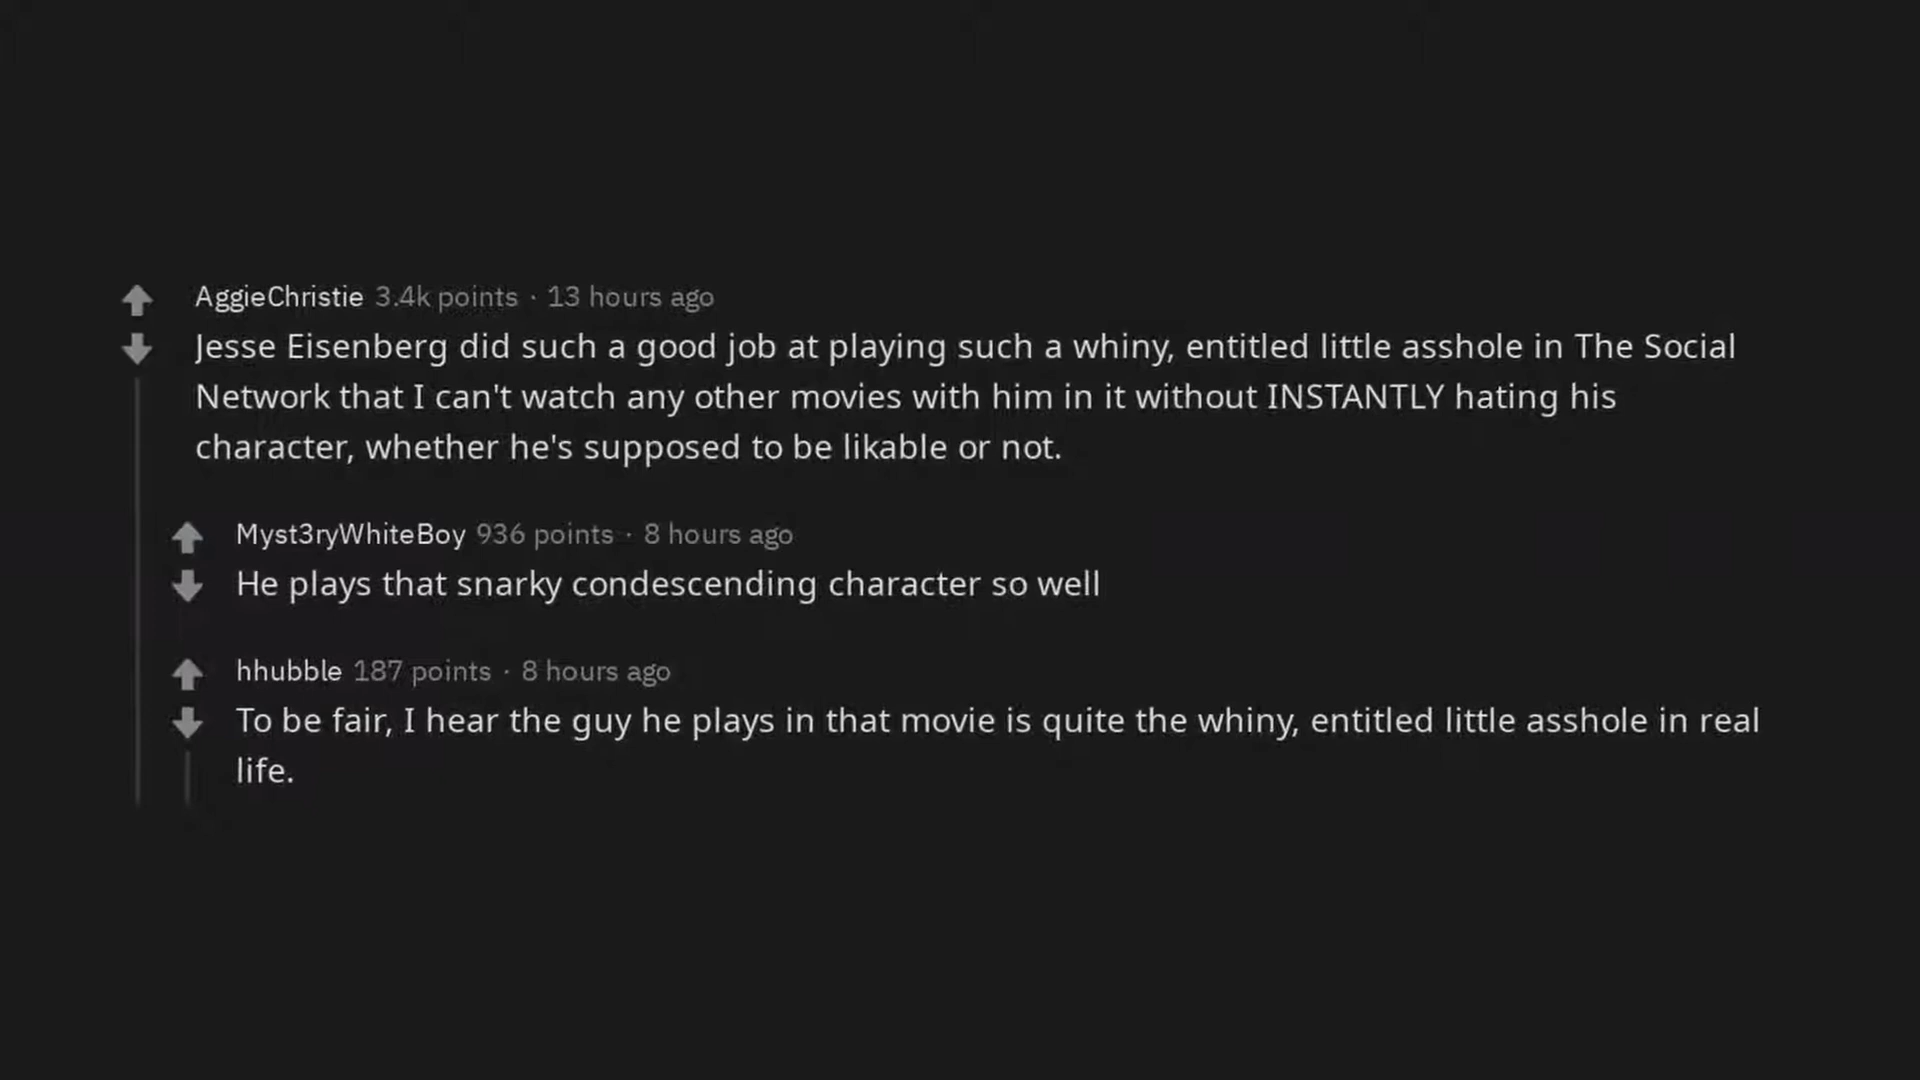 AggieChristie 3.4k points · 13 hours ago
Jesse Eisenberg did such a good job at playing such a whiny, entitled little asshole in The Social
Network that I can't watch any other movies with him in it without INSTANTLY hating his
character, whether he's supposed to be likable or not.
Myst3ryWhiteBoy 936 points · 8 hours ago
He plays that snarky condescending character so well
hhubble 187 points · 8 hours ago
To be fair, I hear the guy he plays in that movie is quite the whiny, entitled little asshole in real
life.